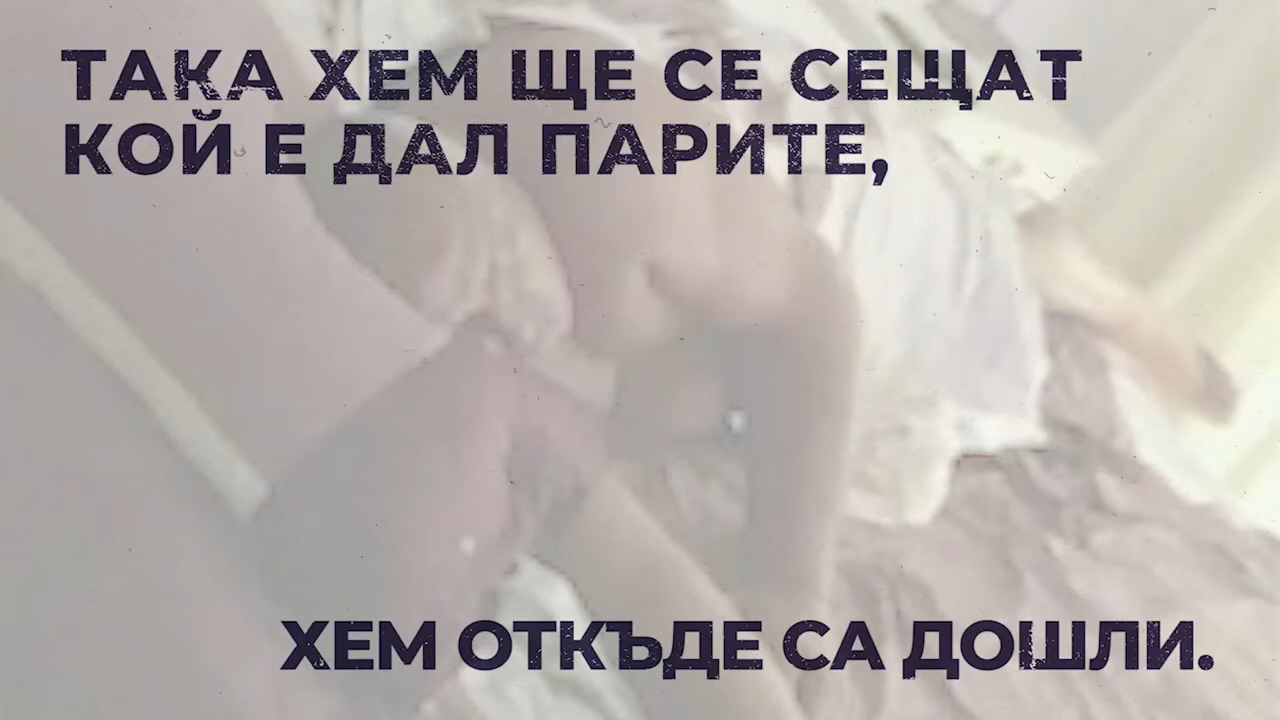 ТАКА ХЕМ ЩЕ СЕ СЕЩАТ
КОЙ Е ДАЛ ПАРИТЕ,
ХЕМ ОТКЪДЕ СА ДОШЛИ.